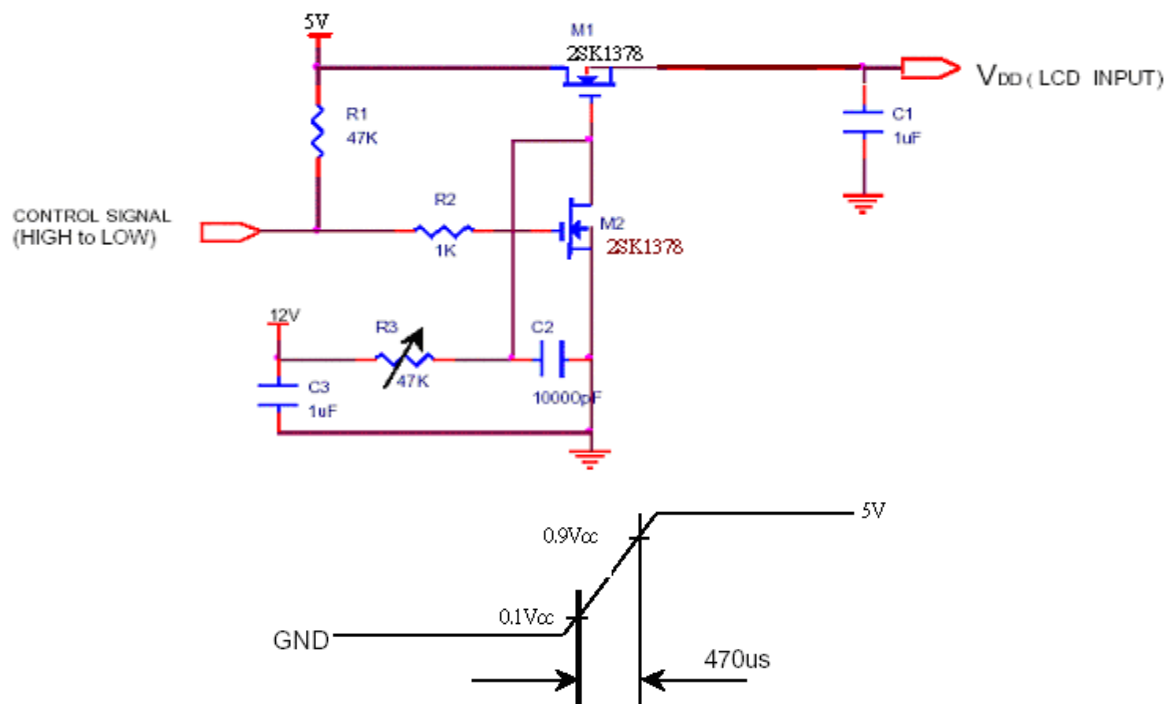 5V
M1
2SK1378
V_DD ( LCD INPUT)
R1
47K
C1
1uF
CONTROL SIGNAL
(HIGH to LOW)
R2
1K
M2
2SK1378
12V
R3
47K
C2
10000pF
C3
1uF
5V
0.9Vcc
0.1Vcc
GND
470us